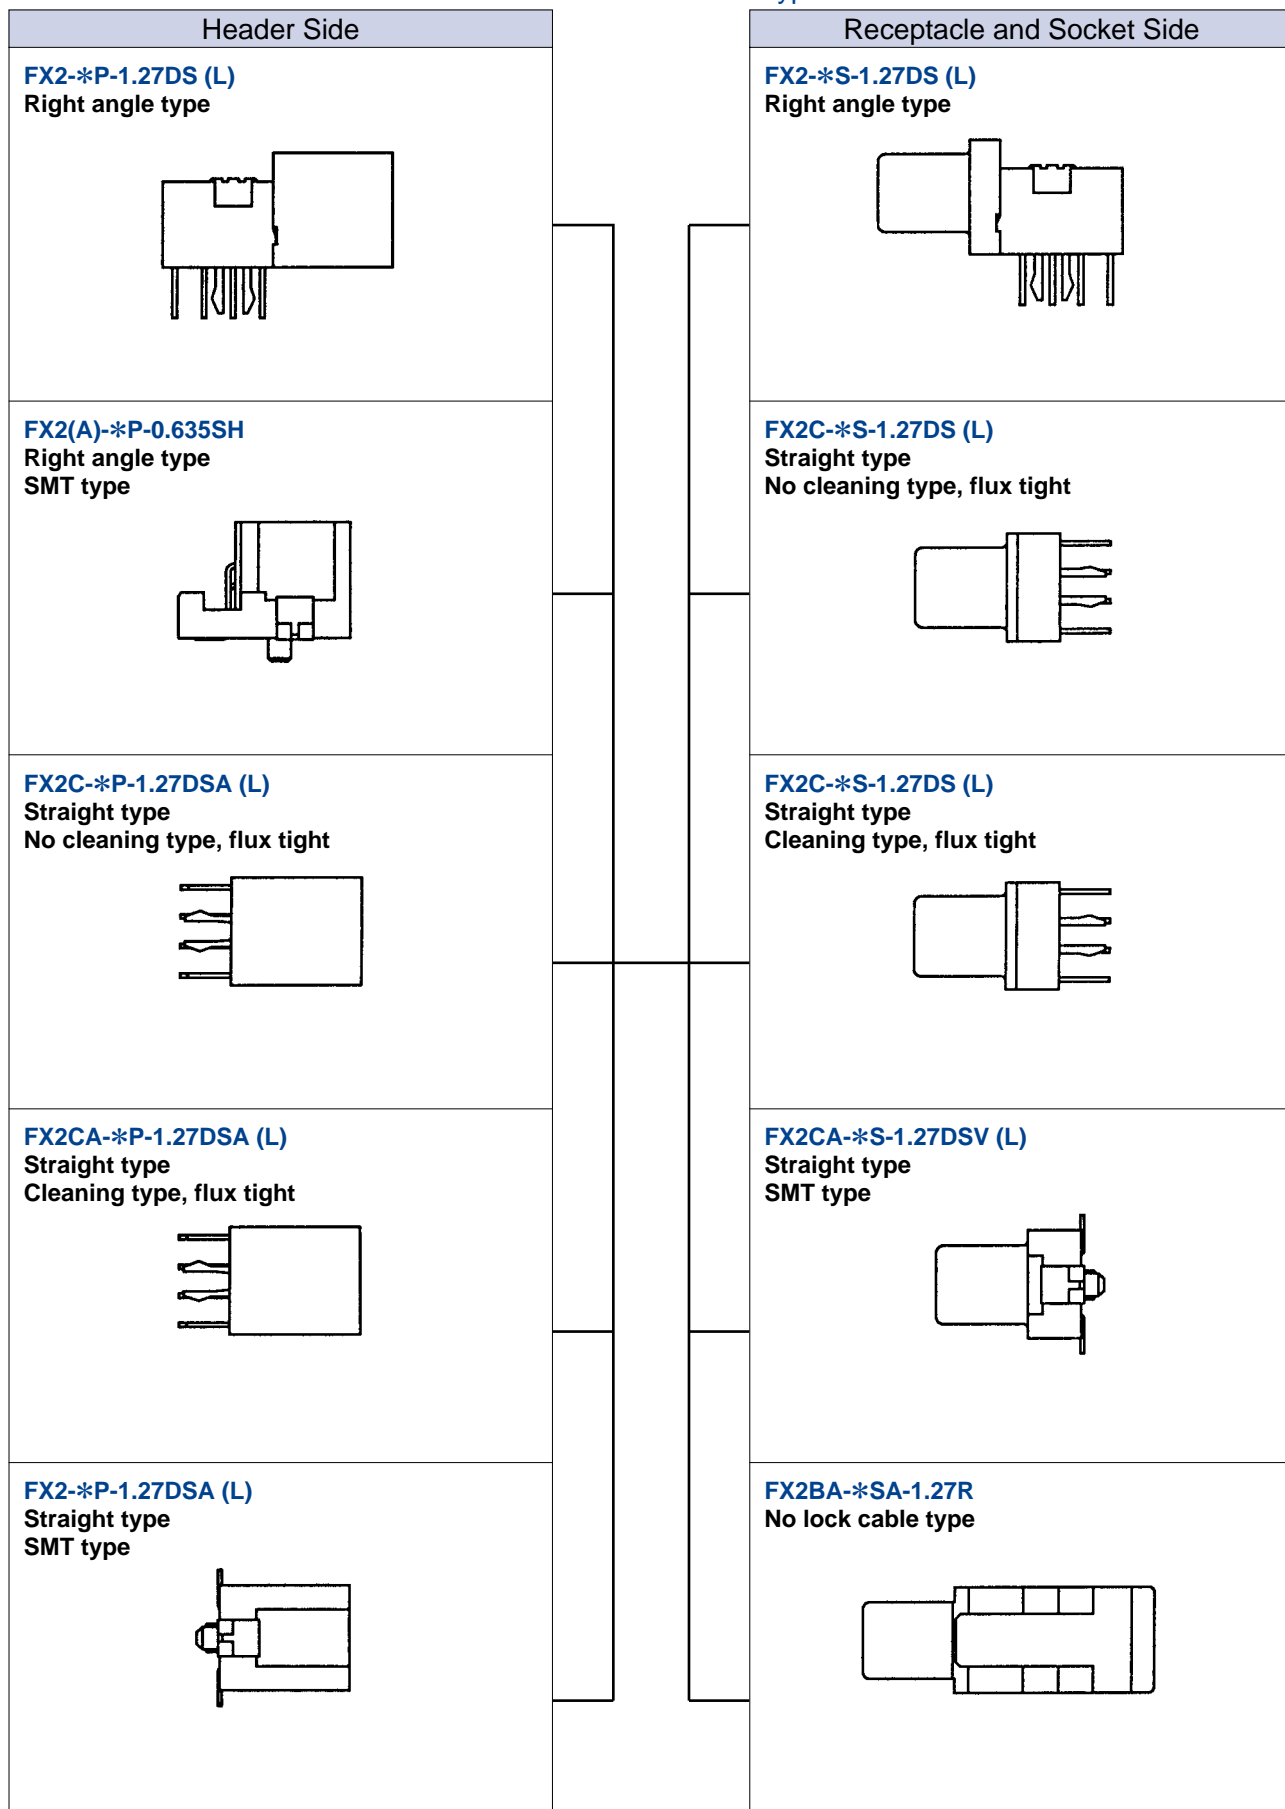 Header Side
FX2-*P-1.27DS (L)
Right angle type
FX2(A)-*P-0.635SH
Right angle type
SMT type
FX2C-*P-1.27DSA (L)
Straight type
No cleaning type, flux tight
FX2CA-*P-1.27DSA (L)
Straight type
Cleaning type, flux tight
FX2-*P-1.27DSA (L)
Straight type
SMT type
Receptacle and Socket Side
FX2-*S-1.27DS (L)
Right angle type
FX2C-*S-1.27DS (L)
Straight type
No cleaning type, flux tight
FX2C-*S-1.27DS (L)
Straight type
Cleaning type, flux tight
FX2CA-*S-1.27DSV (L)
Straight type
SMT type
FX2BA-*SA-1.27R
No lock cable type